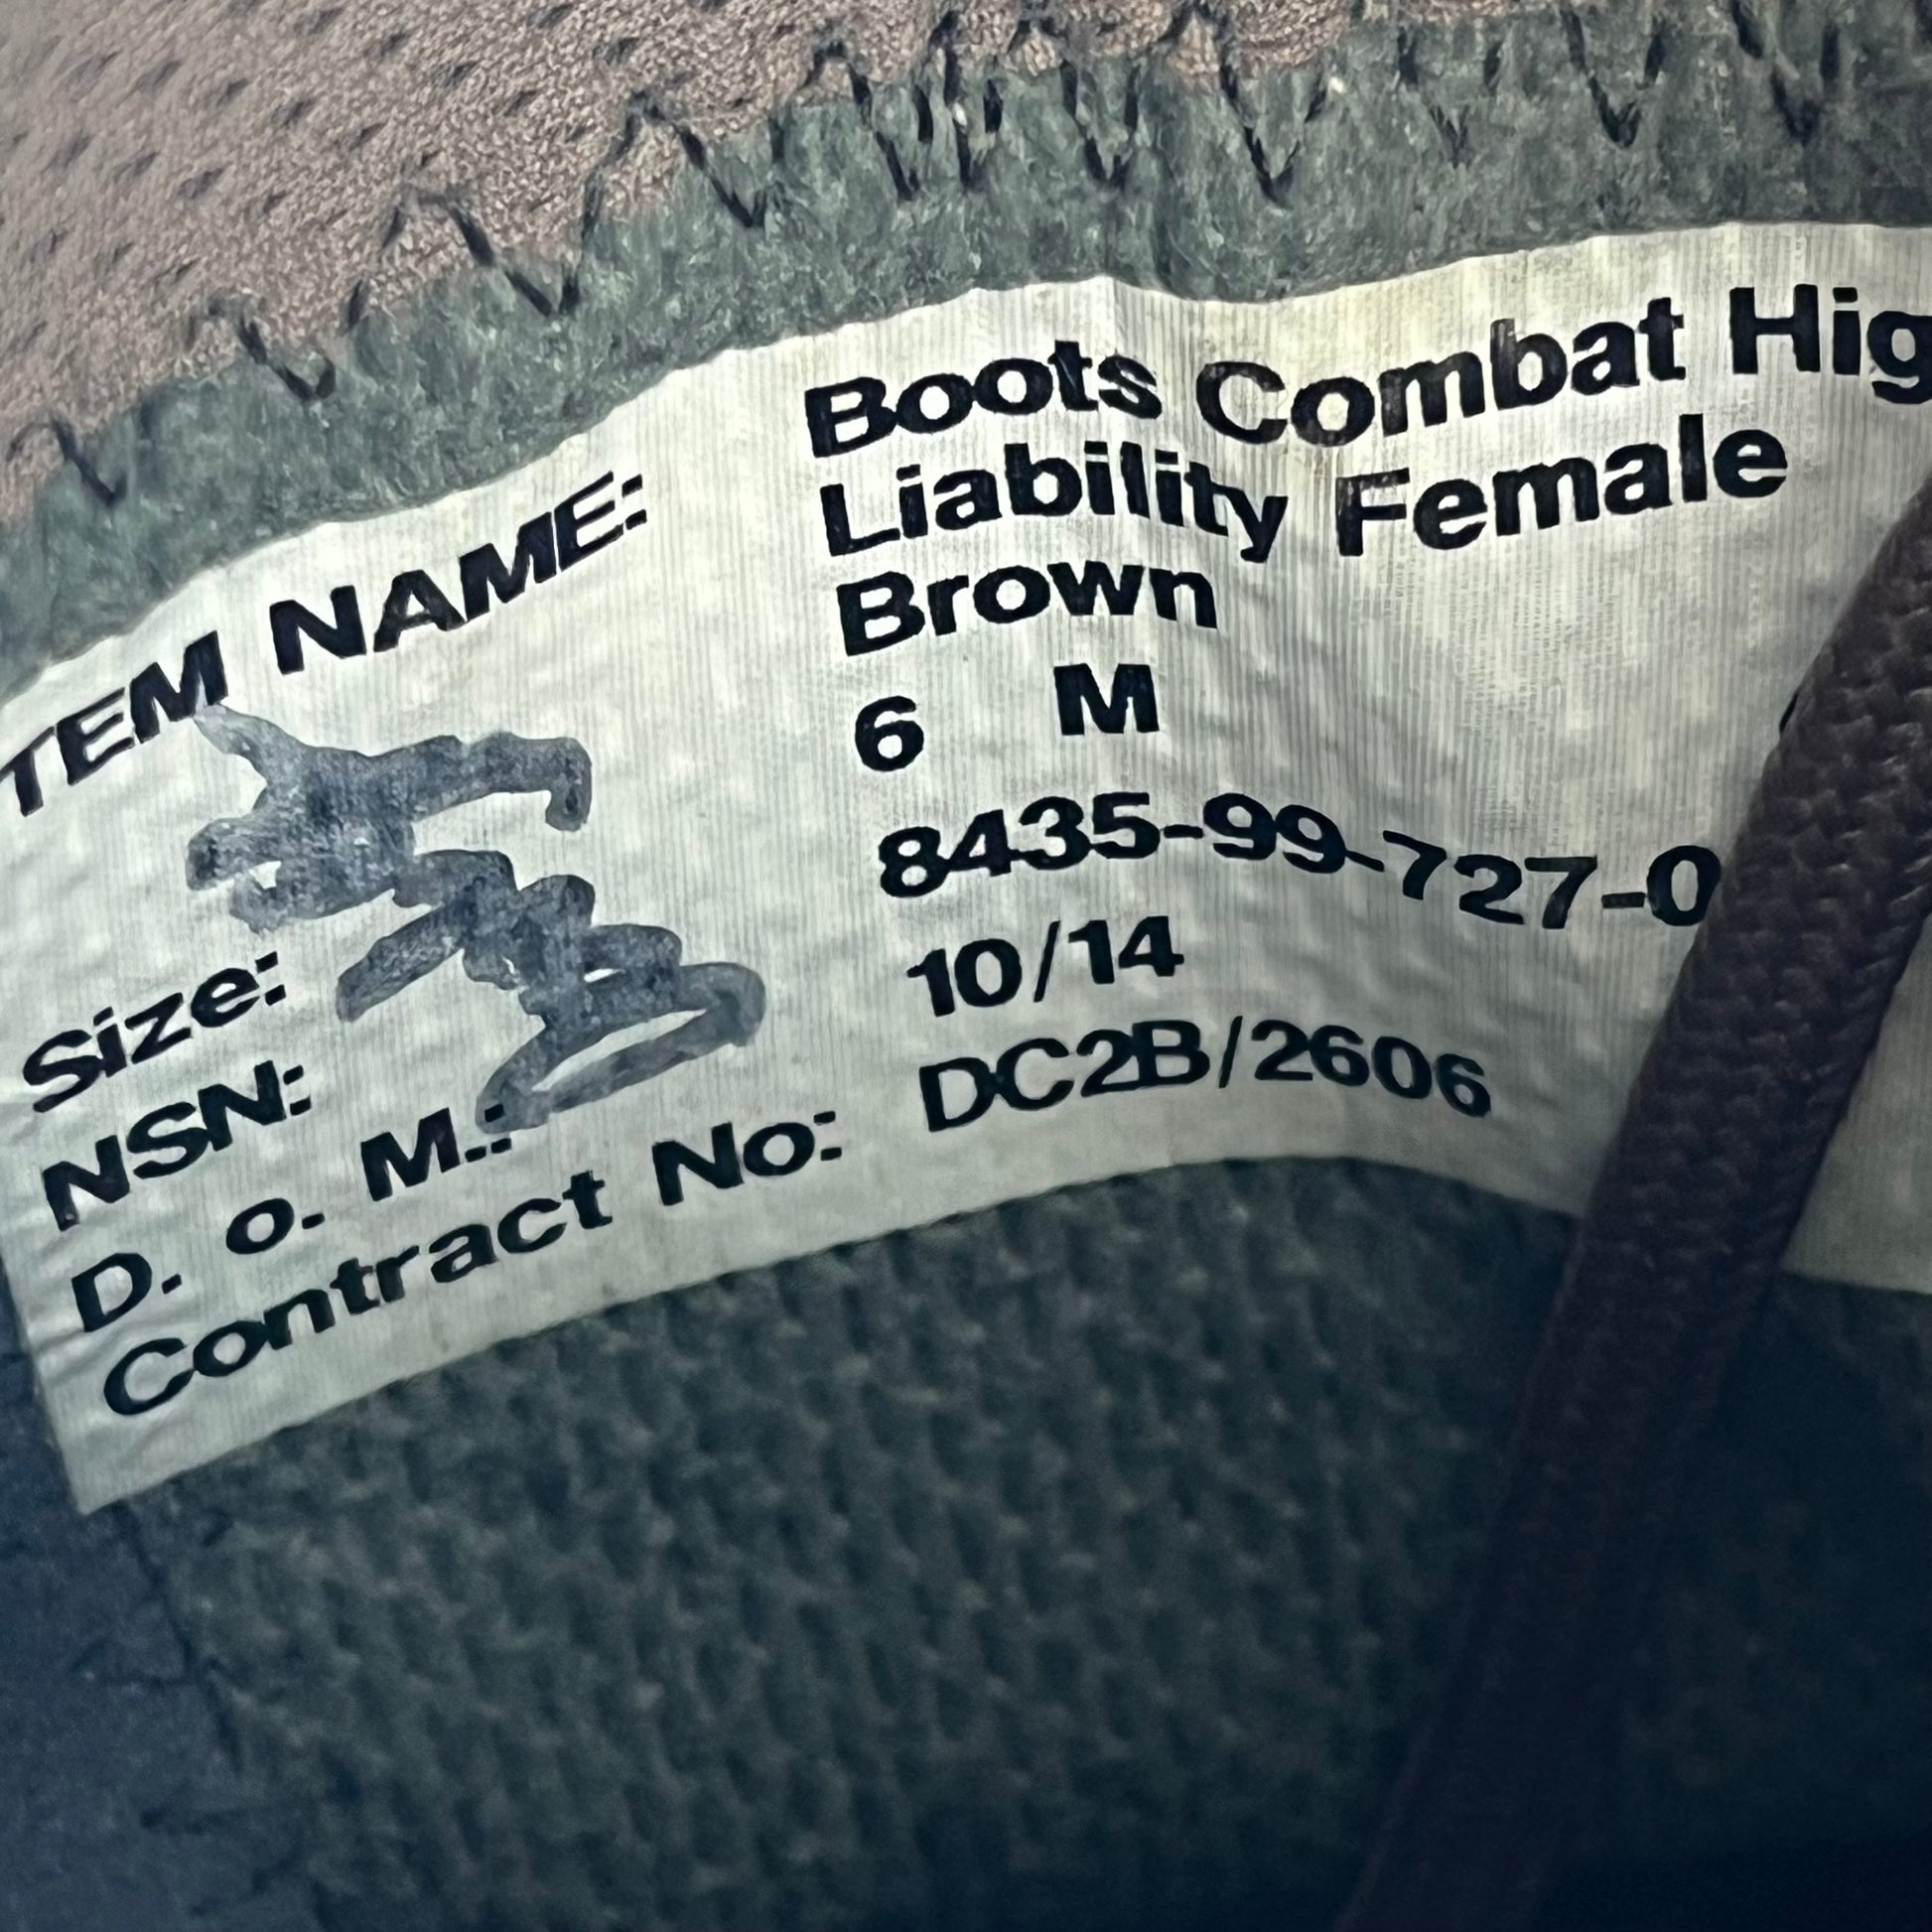 TEM NAME: Boots Combat Hig
Liability Female
Brown
Size: 6 M
NSN: 8435-99-727-0
D. o. M.: 10/14
Contract No: DC2B/2606